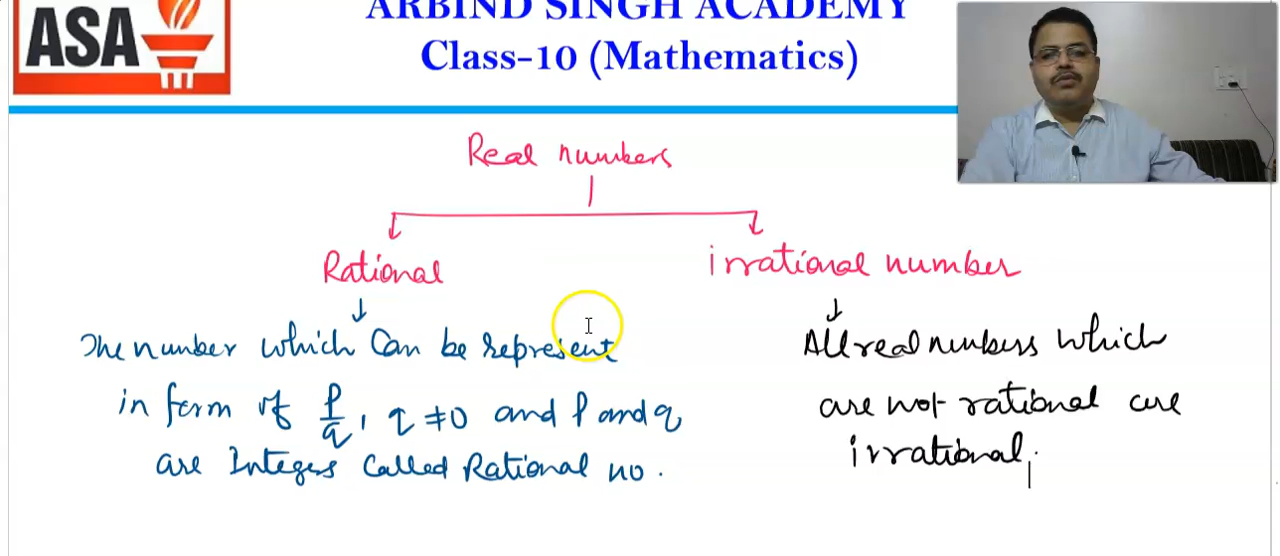 ASA
ARBIND SINGH ACADEMY
Class-10 (Mathematics)
Real numbers
Rational
irrational number
The number which Can be represent
in form of P/q, q ≠0 and P and q
are Integers Called Rational no.
All real numbers which
are not rational are
irrational,